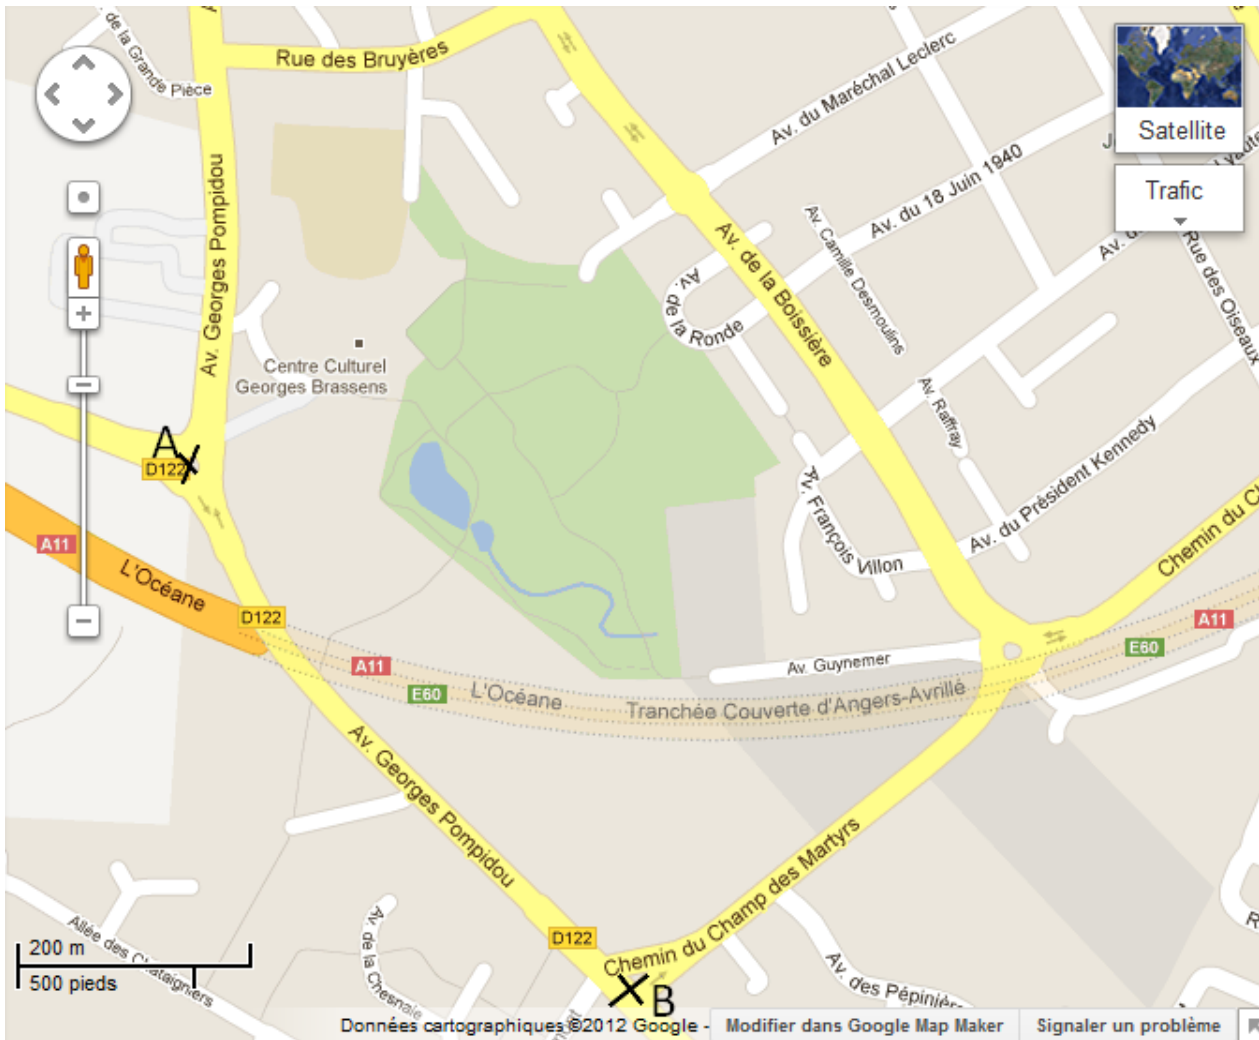 de la Grande Pièce
Rue des Bruyères
Av. du Maréchal Leclerc
Satellite
Trafic
Av. Georges Pompidou
Av. du 18 Juin 1940
Av. Camille Desmoulins
Rue des Oiseaux
Av. de la Ronde
Av. de la Boissière
Centre Culturel
Georges Brassens
Av. Raffray
A
D122
Av. du Président Kennedy
Av. François Villon
Chemin du
A11
L'Océane
D122
A11
E60
L'Océane
Av. Guynemer
Tranchée Couverte d'Angers-Avrillé
E60
A11
Av. Georges Pompidou
Chemin du Champ des Martyrs
Allée des Chataigniers
Av. de la Chesnaie
D122
B
Av. des Pépiniè
200 m
500 pieds
Données cartographiques ©2012 Google -
Modifier dans Google Map Maker
Signaler un problème